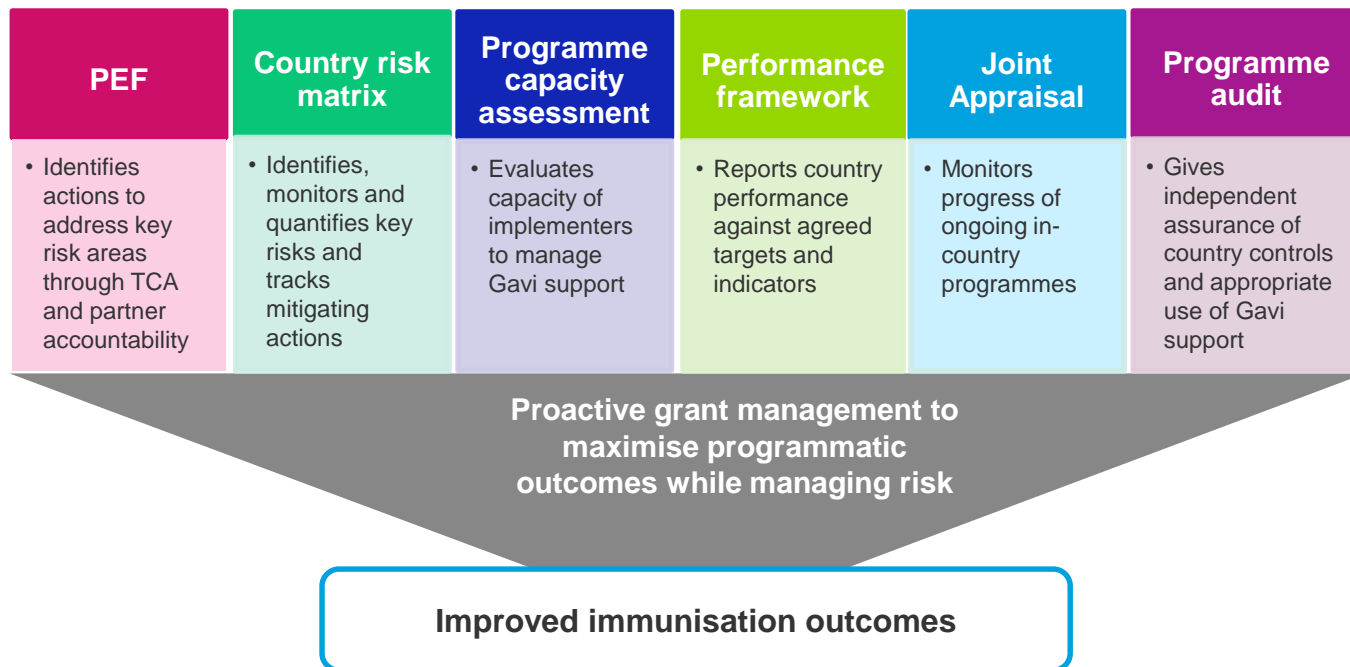 PEF
Country risk
matrix
Programme
capacity
assessment
Performance
framework
Joint
Appraisal
Programme
audit
• Identifies
actions to
address key
risk areas
through TCA
and partner
accountability
• Identifies,
monitors and
quantifies key
risks and
tracks
mitigating
actions
• Evaluates
capacity of
implementers
to manage
Gavi support
• Reports country
performance
against agreed
targets and
indicators
• Monitors
progress of
ongoing in-
country
programmes
• Gives
independent
assurance of
country controls
and appropriate
use of Gavi
support
Proactive grant management to
maximise programmatic
outcomes while managing risk
Improved immunisation outcomes